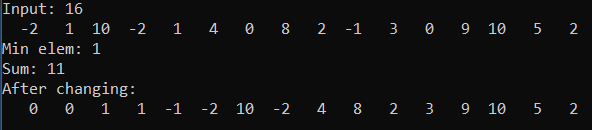 Input: 16
-2 1 10 -2 1 4 0 8 2 -1 3 0 9 10 5 2
Min elem: 1
Sum: 11
After changing:
0 0 1 1 -1 -2 10 -2 4 8 2 3 9 10 5 2